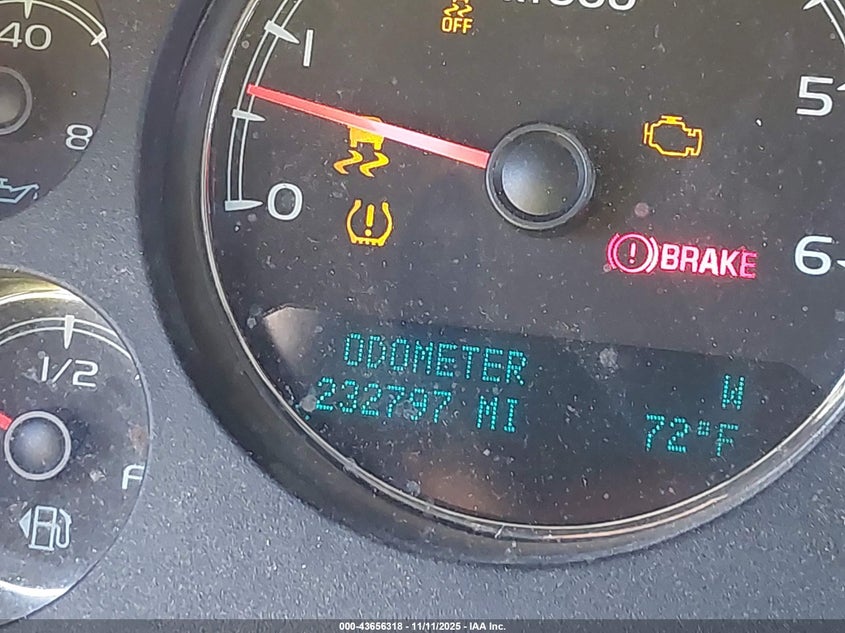 40
8
1
OFF
5
0
6
BRAKE
1/2
F
ODOMETER
232797 MI
W
72°F
000-43656318 - 11/11/2025 - IAA Inc.